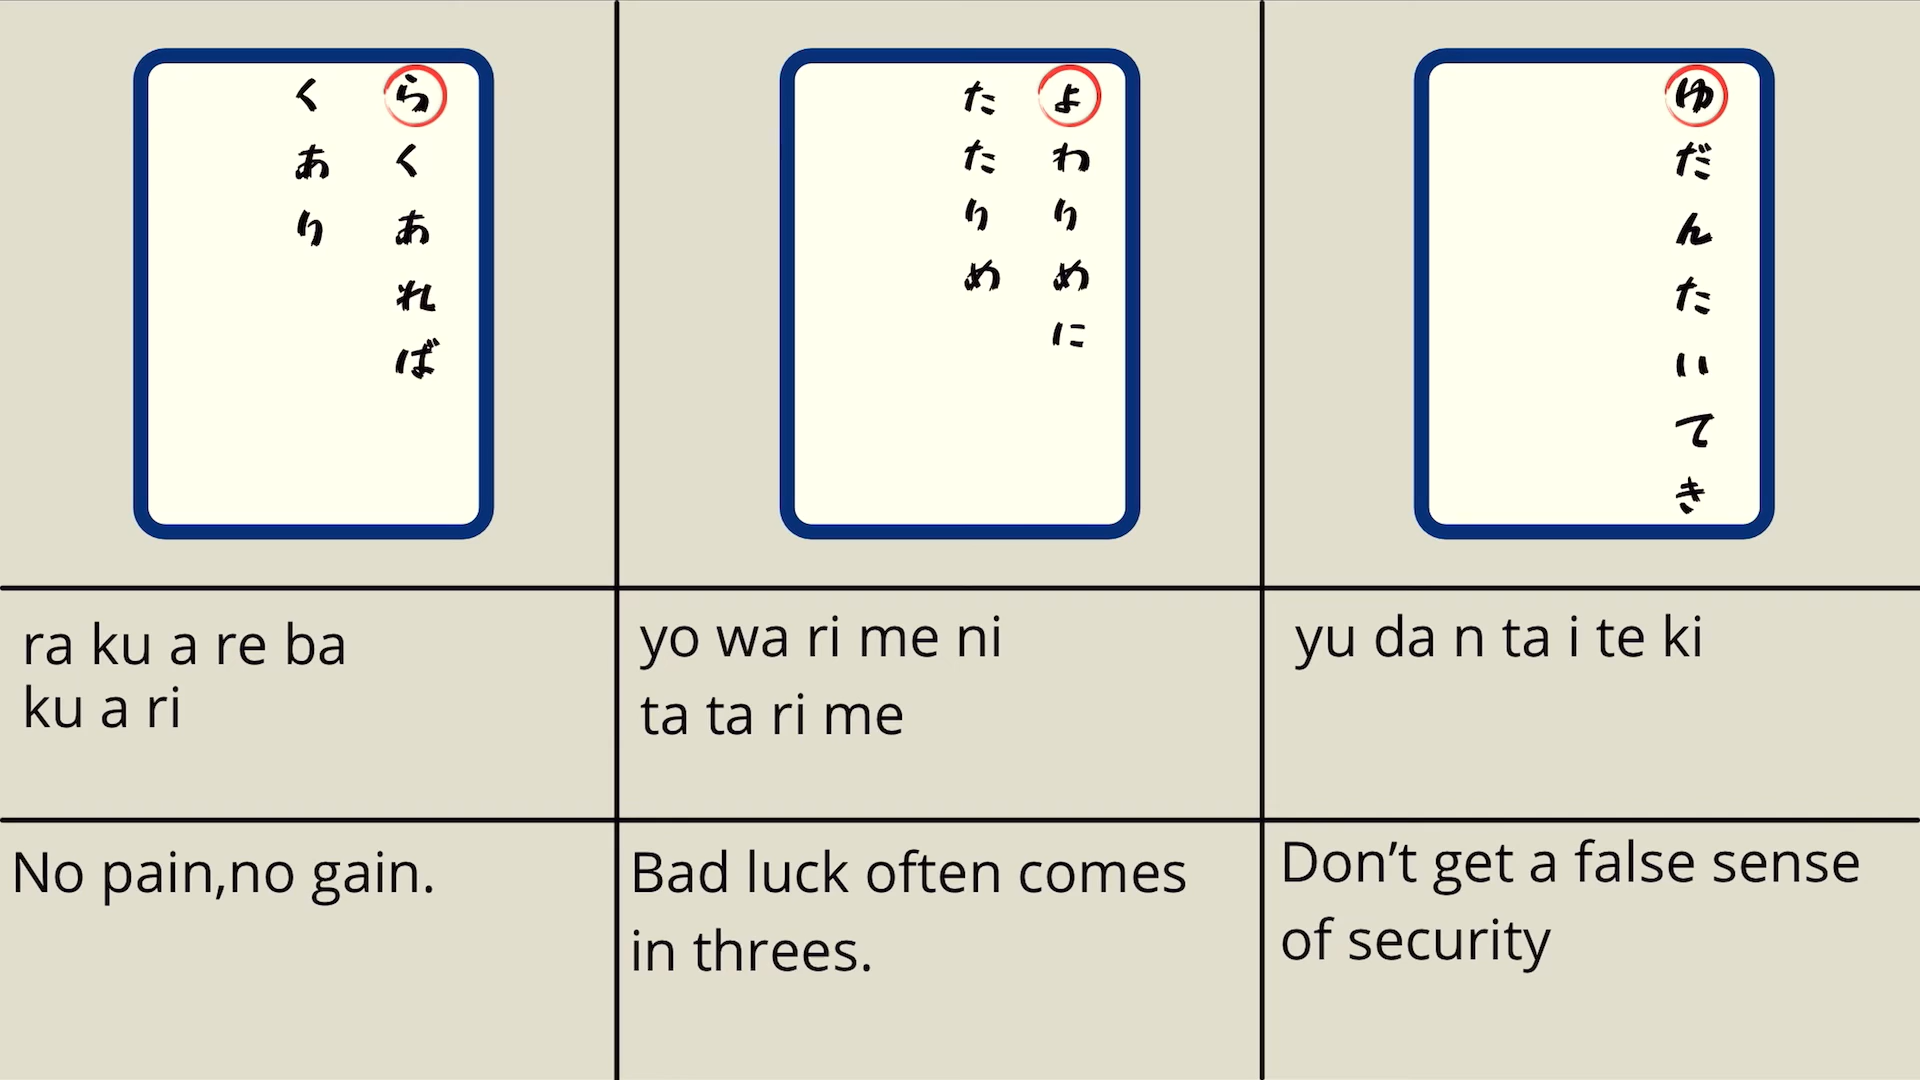 らくあれば
くあり
よわりめに
たたりめ
ゆだんたいてき
ra ku a re ba
ku a ri
yo wa ri me ni
ta ta ri me
yu da n ta i te ki
No pain,no gain.
Bad luck often comes
in threes.
Don’t get a false sense
of security